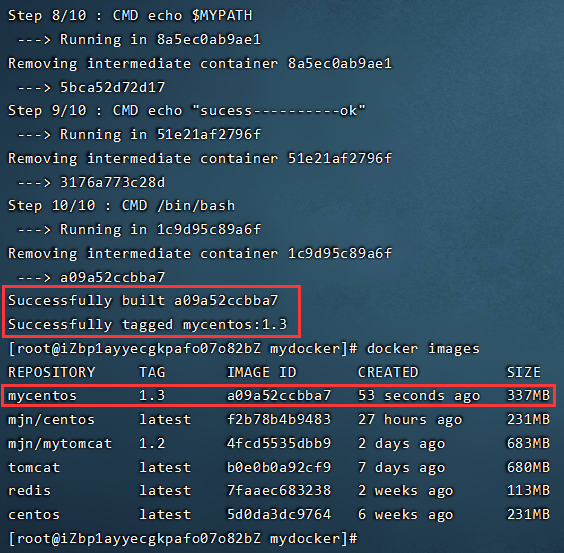 Step 8/10 : CMD echo $MYPATH
---> Running in 8a5ec0ab9ae1
Removing intermediate container 8a5ec0ab9ae1
---> 5bca52d72d17
Step 9/10 : CMD echo "sucess----------ok"
---> Running in 51e21af2796f
Removing intermediate container 51e21af2796f
---> 3176a773c28d
Step 10/10 : CMD /bin/bash
---> Running in 1c9d95c89a6f
Removing intermediate container 1c9d95c89a6f
---> a09a52ccbba7
Successfully built a09a52ccbba7
Successfully tagged mycentos:1.3
[root@iZbp1ayyecgkpafo07o82bZ mydocker]# docker images
REPOSITORY TAG IMAGE ID CREATED SIZE
mycentos 1.3 a09a52ccbba7 53 seconds ago 337MB
mjn/centos latest f2b78b4b9483 27 hours ago 231MB
mjn/mytomcat 1.2 4fcd5535dbb9 2 days ago 683MB
tomcat latest b0e0b0a92cf9 7 days ago 680MB
redis latest 7faaec683238 2 weeks ago 113MB
centos latest 5d0da3dc9764 6 weeks ago 231MB
[root@iZbp1ayyecgkpafo07o82bZ mydocker]#